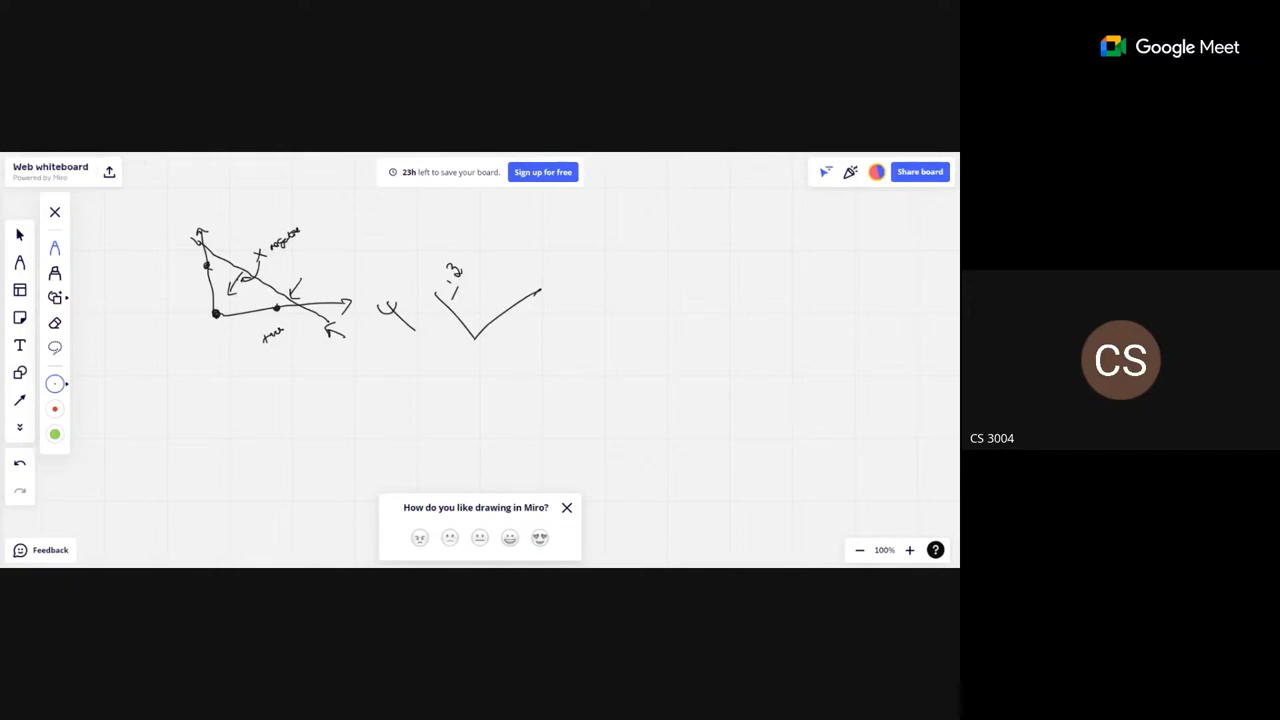 Google Meet
Web whiteboard
Powered by Miro
23h left to save your board.
Sign up for free
Share board
negative
How do you like drawing in Miro?
Feedback
100%
?
CS
CS 3004